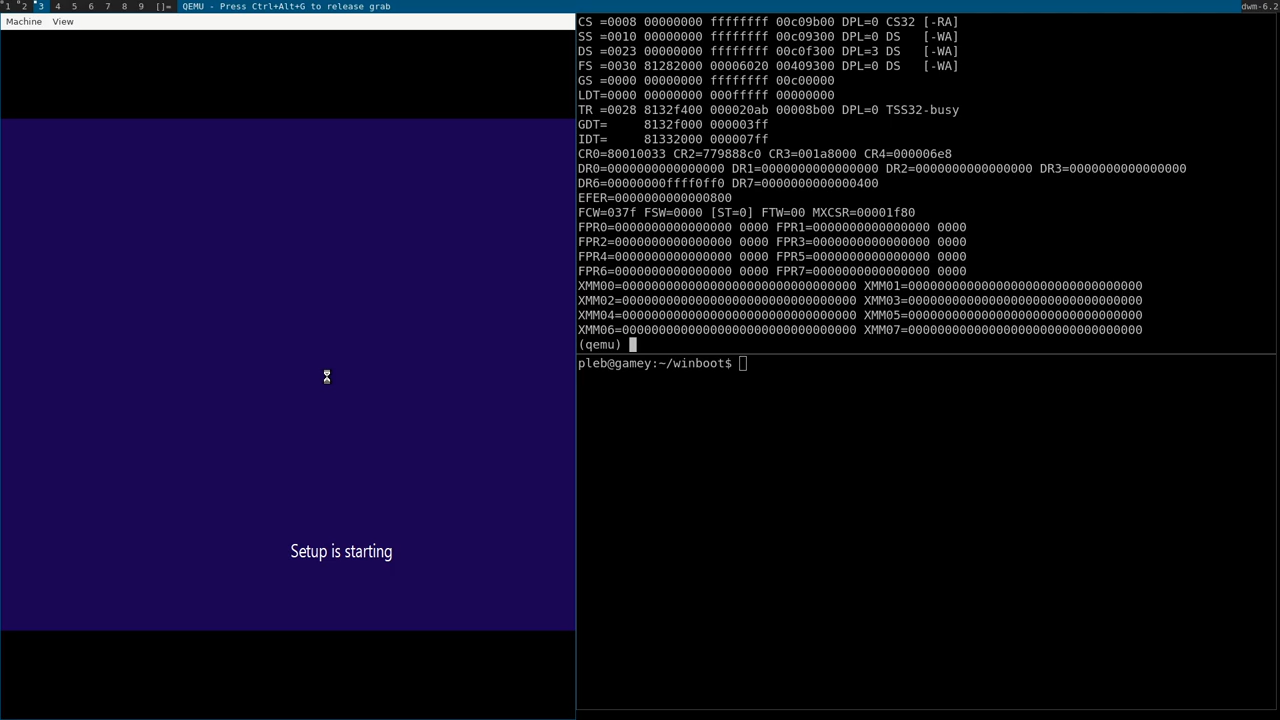 1 2 3 4 5 6 7 8 9 []= QEMU - Press Ctrl+Alt+G to release grab dwm-6.2
Machine View
Setup is starting
CS =0008 00000000 ffffffff 00c09b00 DPL=0 CS32 [-RA]
SS =0010 00000000 ffffffff 00c09300 DPL=0 DS [-WA]
DS =0023 00000000 ffffffff 00c0f300 DPL=3 DS [-WA]
FS =0030 81282000 00006020 00409300 DPL=0 DS [-WA]
GS =0000 00000000 ffffffff 00c00000
LDT=0000 00000000 000fffff 00000000
TR =0028 8132f400 000020ab 00008b00 DPL=0 TSS32-busy
GDT= 8132f000 000003ff
IDT= 81332000 000007ff
CR0=80010033 CR2=779888c0 CR3=001a8000 CR4=000006e8
DR0=0000000000000000 DR1=0000000000000000 DR2=0000000000000000 DR3=0000000000000000
DR6=00000000ffff0ff0 DR7=0000000000000400
EFER=0000000000000800
FCW=037f FSW=0000 [ST=0] FTW=00 MXCSR=00001f80
FPR0=0000000000000000 0000 FPR1=0000000000000000 0000
FPR2=0000000000000000 0000 FPR3=0000000000000000 0000
FPR4=0000000000000000 0000 FPR5=0000000000000000 0000
FPR6=0000000000000000 0000 FPR7=0000000000000000 0000
XMM00=00000000000000000000000000000000 XMM01=00000000000000000000000000000000
XMM02=00000000000000000000000000000000 XMM03=00000000000000000000000000000000
XMM04=00000000000000000000000000000000 XMM05=00000000000000000000000000000000
XMM06=00000000000000000000000000000000 XMM07=00000000000000000000000000000000
(qemu)
pleb@gamey:~/winboot$